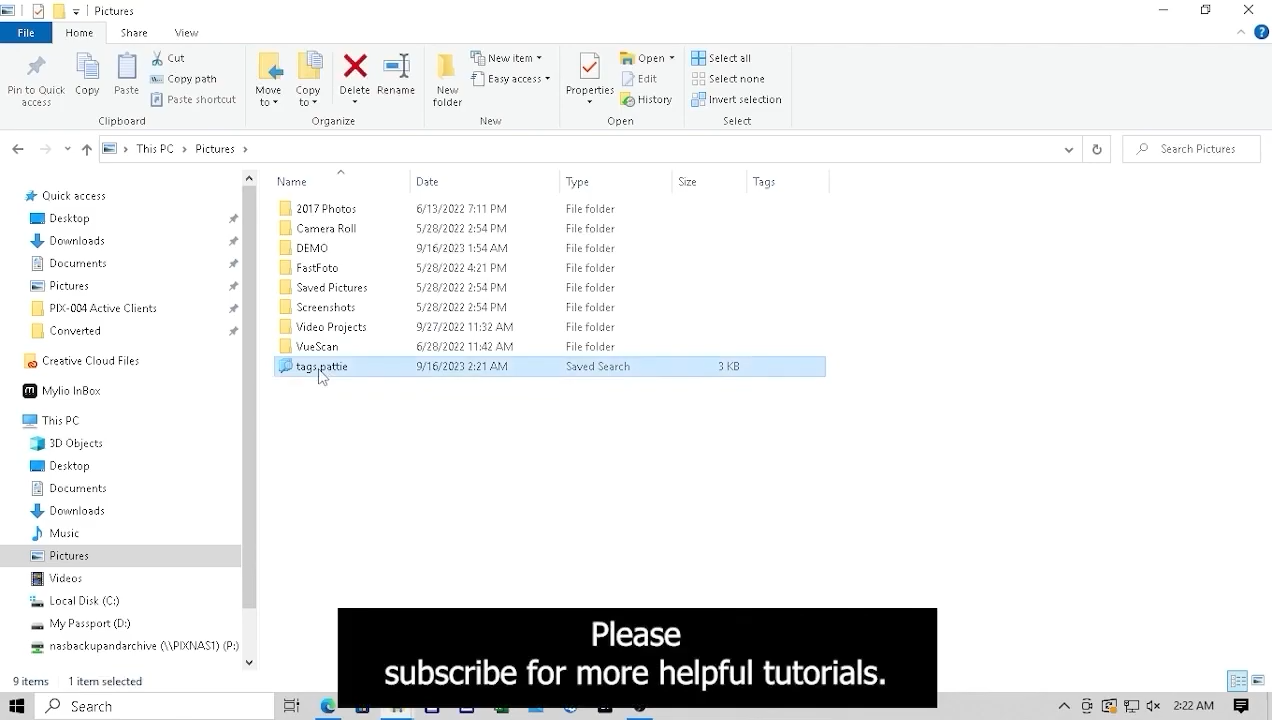 Pictures
File
Home
Share
View
Pin to Quick
access
Copy
Paste
Cut
Copy path
Paste shortcut
Clipboard
Move
to
Copy
to
Delete
Rename
Organize
New
folder
New item
Easy access
New
Properties
Open
Edit
History
Open
Select all
Select none
Invert selection
Select
This PC > Pictures >
Search Pictures
Name Date Type Size Tags
2017 Photos 6/13/2022 7:11 PM File folder
Camera Roll 5/28/2022 2:54 PM File folder
DEMO 9/16/2023 1:54 AM File folder
FastFoto 5/28/2022 4:21 PM File folder
Saved Pictures 5/28/2022 2:54 PM File folder
Screenshots 5/28/2022 2:54 PM File folder
Video Projects 9/27/2022 11:32 AM File folder
VueScan 6/28/2022 11:42 AM File folder
tags pattie 9/16/2023 2:21 AM Saved Search 3 KB
Quick access
Desktop
Downloads
Documents
Pictures
PIX-004 Active Clients
Converted
Creative Cloud Files
Mylio InBox
This PC
3D Objects
Desktop
Documents
Downloads
Music
Pictures
Videos
Local Disk (C:)
My Passport (D:)
nasbackupandarchive (\\PIXNAS1) (P:)
Please
subscribe for more helpful tutorials.
9 items 1 item selected
Search
2:22 AM